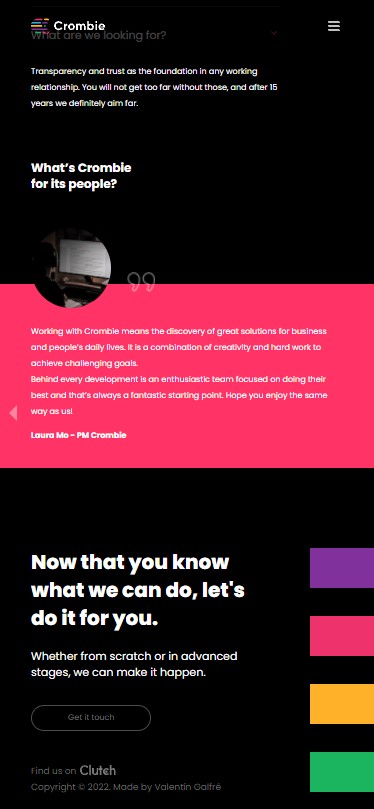 Crombie
What are we looking for?
Transparency and trust as the foundation in any working
relationship. You will not get too far without those, and after 15
years we definitely aim far.
What's Crombie
for its people?
Working with Crombie means the discovery of great solutions for business
and people's daily lives. It is a combination of creativity and hard work to
achieve challenging goals.
Behind every development is an enthusiastic team focused on doing their
best and that's always a fantastic starting point. Hope you enjoy the same
way as us!
Laura Mo - PM Crombie
Now that you know
what we can do, let's
do it for you.
Whether from scratch or in advanced
stages, we can make it happen.
Get it touch
Find us on Clutch
Copyright © 2022. Made by Valentín Galfré